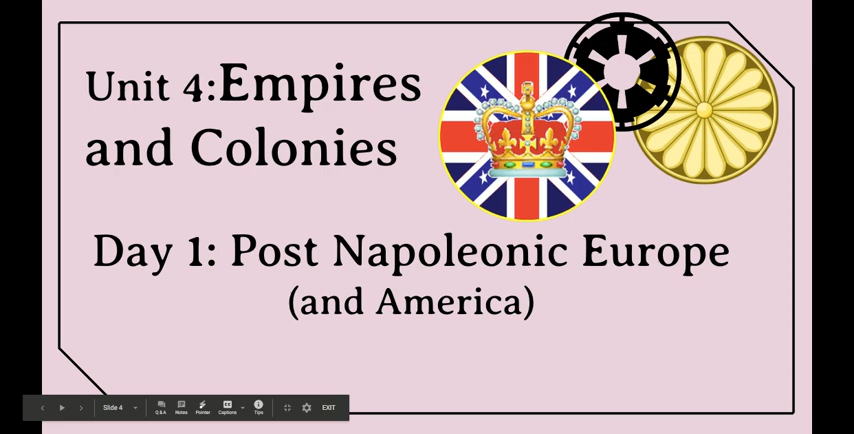 Unit 4:Empires
and Colonies
Day 1: Post Napoleonic Europe
(and America)
Slide 4
Q&A
Notes
Pointer
CC
Captions
Tips
EXIT